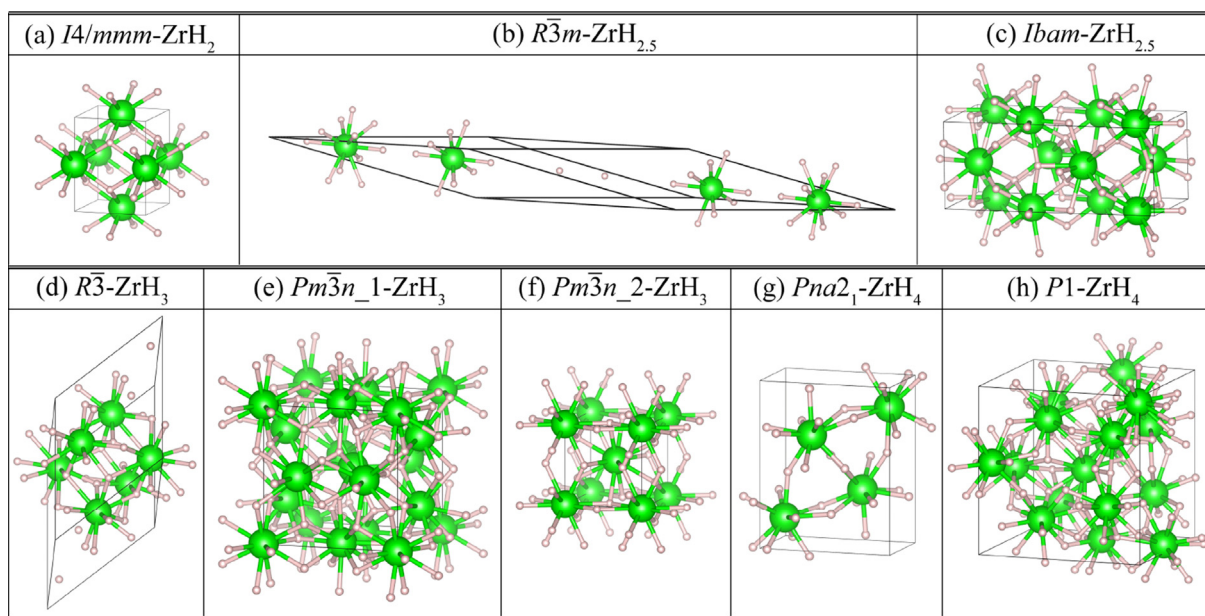 (a) I4/mmm-ZrH₂
(b) R3̅m-ZrH₂.₅
(c) Ibam-ZrH₂.₅
(d) R3̅-ZrH₃
(e) Pm3̅n_1-ZrH₃
(f) Pm3̅n_2-ZrH₃
(g) Pna2₁-ZrH₄
(h) P1-ZrH₄